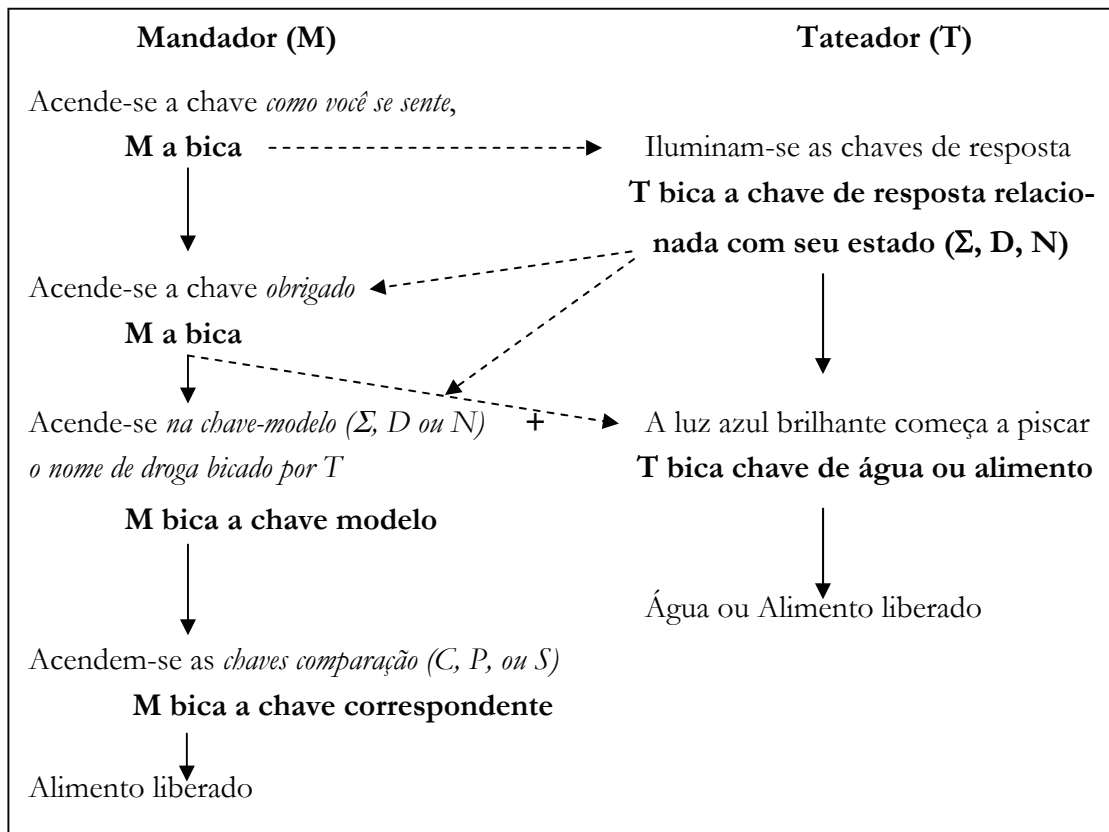 Mandador (M)
Tateador (T)
Acende-se a chave como você se sente,
M a bica
Iluminam-se as chaves de resposta
T bica a chave de resposta relacio-
nada com seu estado (Σ, D, N)
Acende-se a chave obrigado
M a bica
Acende-se na chave-modelo (Σ, D ou N) +
o nome de droga bicado por T
A luz azul brilhante começa a piscar
T bica chave de água ou alimento
M bica a chave modelo
Água ou Alimento liberado
Acendem-se as chaves comparação (C, P, ou S)
M bica a chave correspondente
Alimento liberado